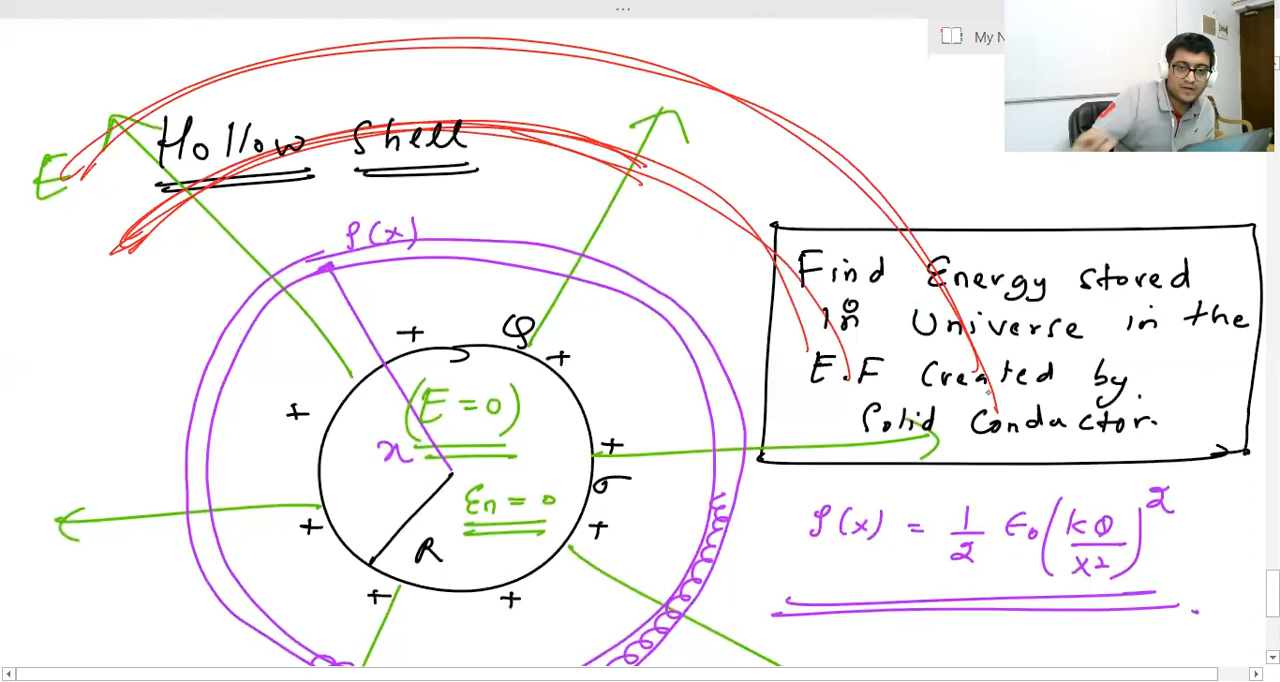 ...
My N
Hollow Shell
E
ρ(x)
Q
+ + + + + + + +
(E = 0)
x
En = 0
σ
R
Find Energy stored
in Universe in the
E.F Created by
Solid Conductor.
ρ(x) = 1/2 ε₀ (kQ/x²)²